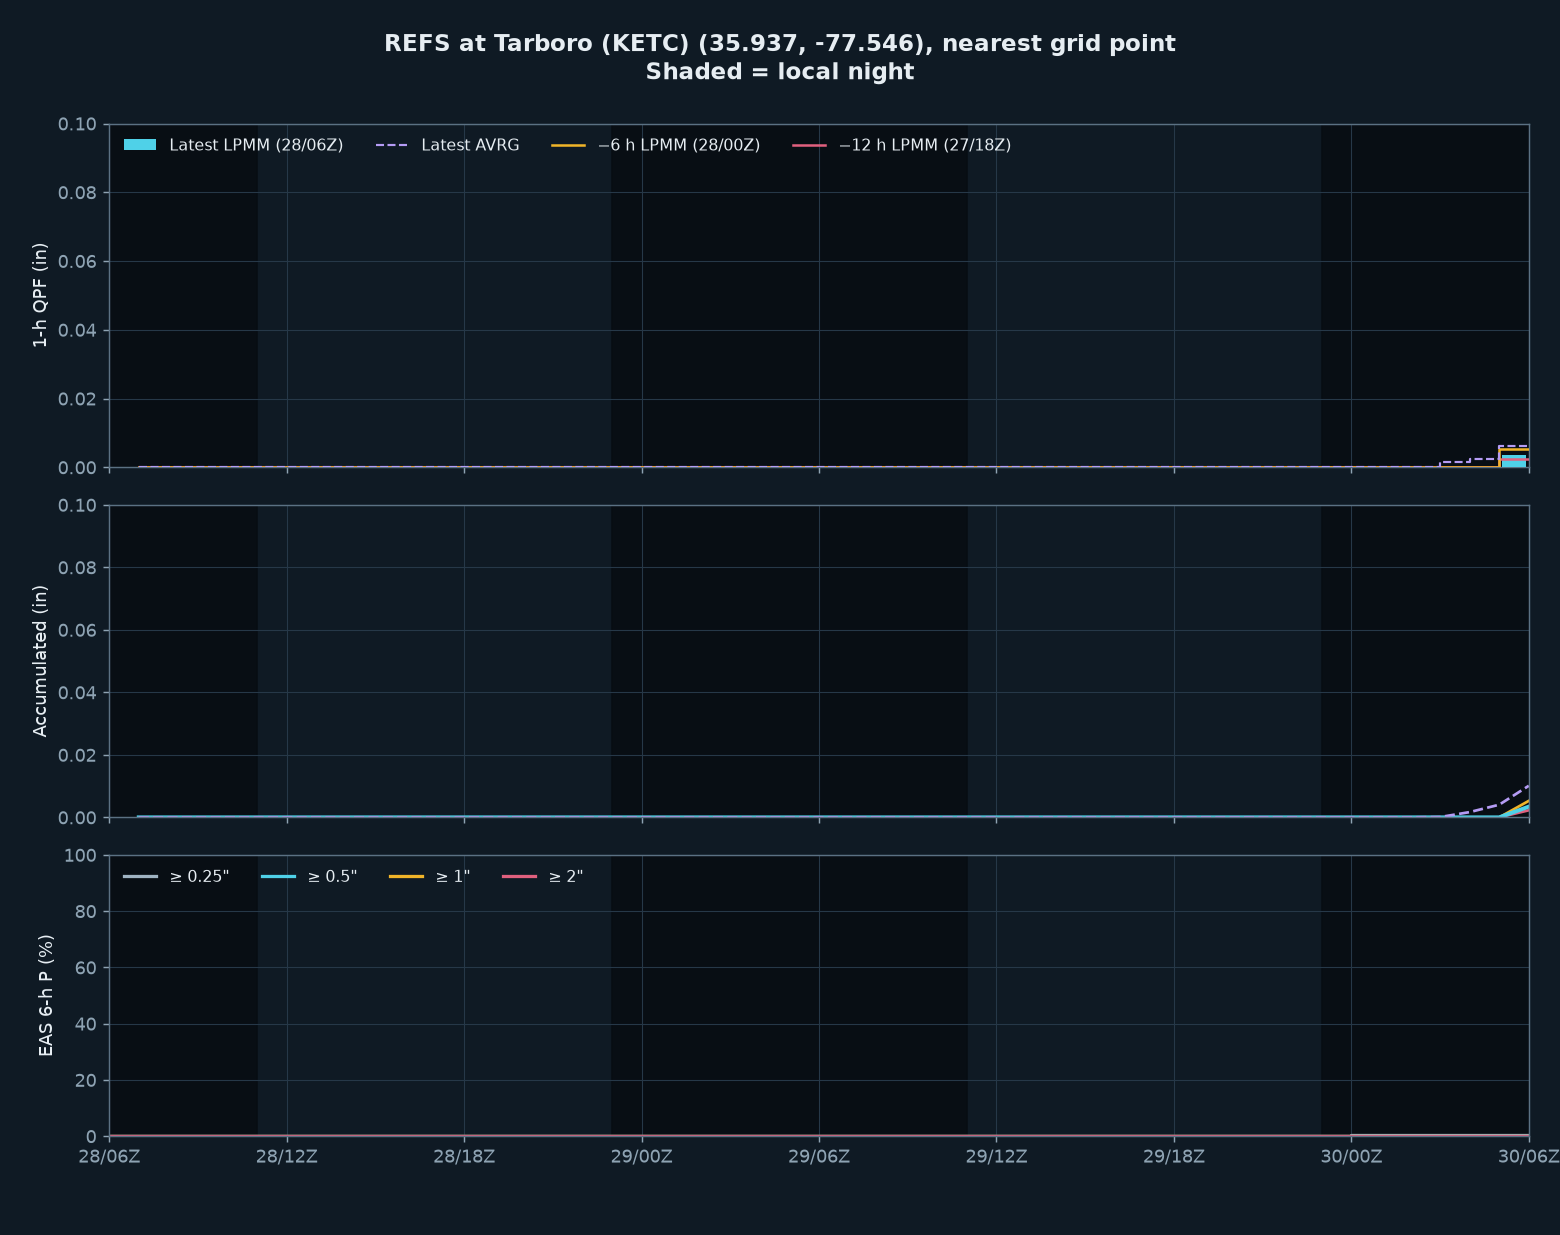 REFS at Tarboro (KETC) (35.937, -77.546), nearest grid point
Shaded = local night
Latest LPMM (28/06Z) Latest AVRG −6 h LPMM (28/00Z) −12 h LPMM (27/18Z)
1-h QPF (in)
0.10
0.08
0.06
0.04
0.02
0.00
Accumulated (in)
0.10
0.08
0.06
0.04
0.02
0.00
≥ 0.25" ≥ 0.5" ≥ 1" ≥ 2"
EAS 6-h P (%)
100
80
60
40
20
0
28/06Z 28/12Z 28/18Z 29/00Z 29/06Z 29/12Z 29/18Z 30/00Z 30/06Z